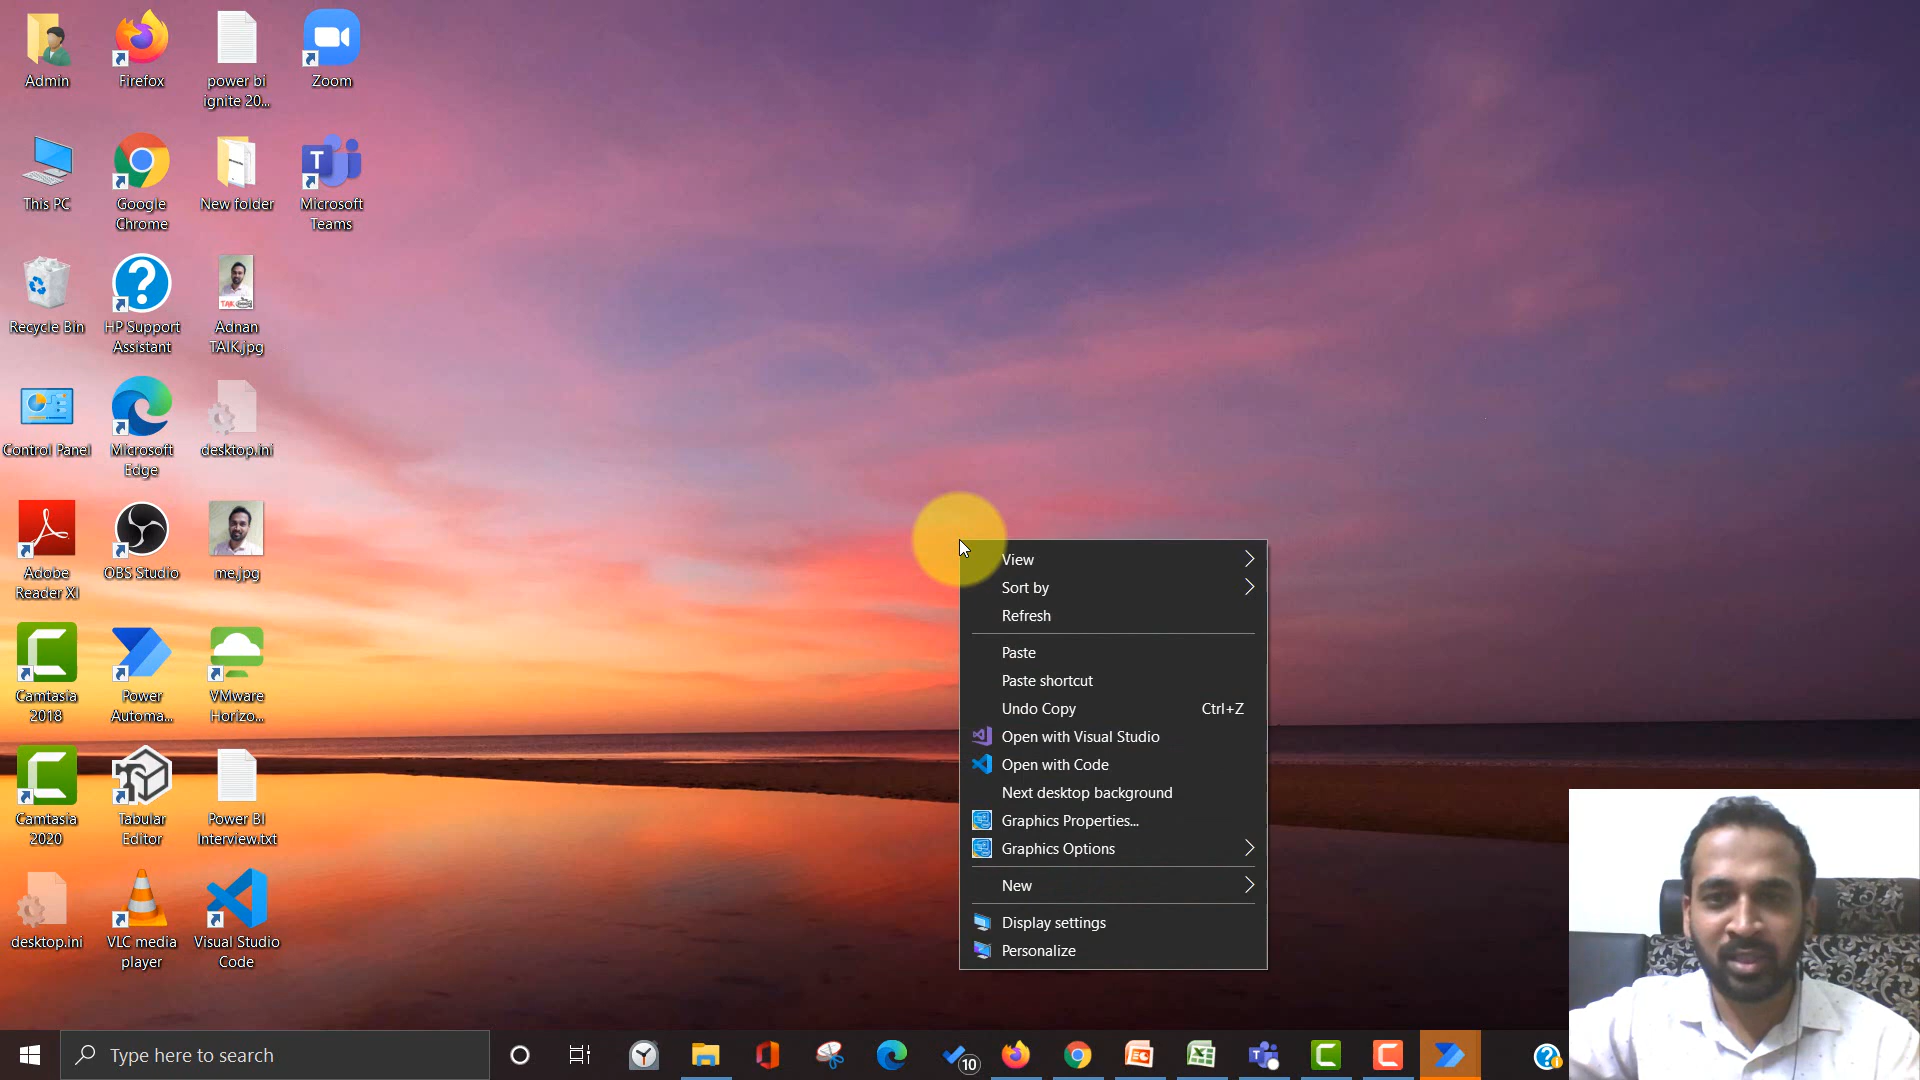 Admin
Firefox
power bi
ignite 20...
Zoom
This PC
Google
Chrome
New folder
Microsoft
Teams
Recycle Bin
HP Support
Assistant
Adnan
TAIK.jpg
Control Panel
Microsoft
Edge
desktop.ini
Adobe
Reader XI
OBS Studio
me.jpg
Camtasia
2018
Power
Automa...
VMware
Horizo...
Camtasia
2020
Tabular
Editor
Power BI
Interview.txt
desktop.ini
VLC media
player
Visual Studio
Code
View
Sort by
Refresh
Paste
Paste shortcut
Undo Copy Ctrl+Z
Open with Visual Studio
Open with Code
Next desktop background
Graphics Properties...
Graphics Options
New
Display settings
Personalize
Type here to search
10